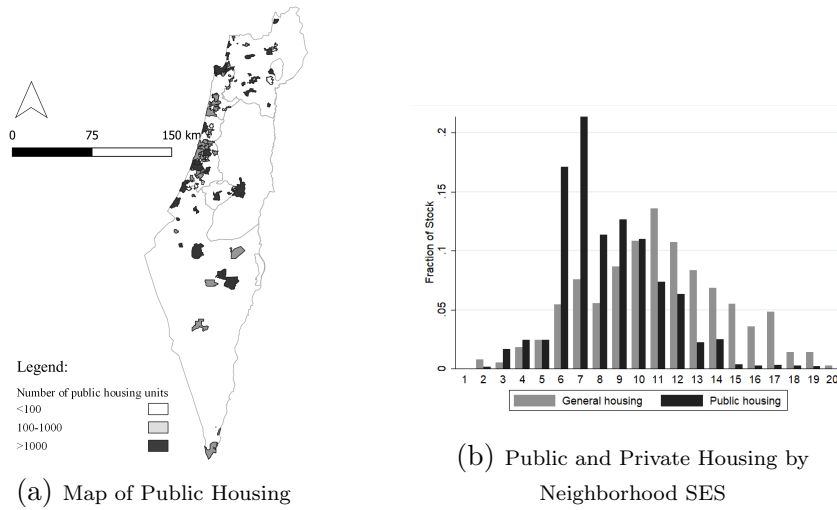 0 75 150 km
Legend:
Number of public housing units
<100
100-1000
>1000
(a) Map of Public Housing
Fraction of Stock
.2
.15
.1
.05
0
1 2 3 4 5 6 7 8 9 10 11 12 13 14 15 16 17 18 19 20
General housing Public housing
(b) Public and Private Housing by
Neighborhood SES